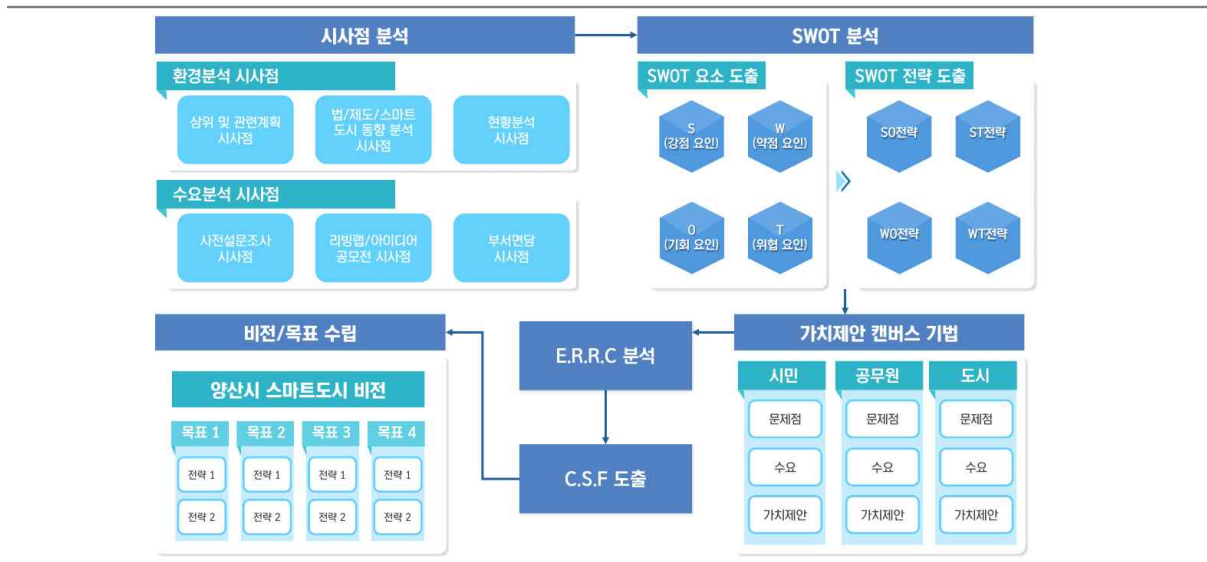 시사점 분석
SWOT 분석
환경분석 시사점
상위 및 관련계획
시사점
법/제도/스마트
도시 동향 분석
시사점
현황분석
시사점
수요분석 시사점
사전설문조사
시사점
리빙랩/아이디어
공모전 시사점
부서면담
시사점
SWOT 요소 도출
S
(강점 요인)
W
(약점 요인)
O
(기회 요인)
T
(위협 요인)
SWOT 전략 도출
SO전략
ST전략
WO전략
WT전략
비전/목표 수립
양산시 스마트도시 비전
목표 1
목표 2
목표 3
목표 4
전략 1
전략 1
전략 1
전략 1
전략 2
전략 2
전략 2
전략 2
E.R.R.C 분석
C.S.F 도출
가치제안 캔버스 기법
시민
공무원
도시
문제점
문제점
문제점
수요
수요
수요
가치제안
가치제안
가치제안